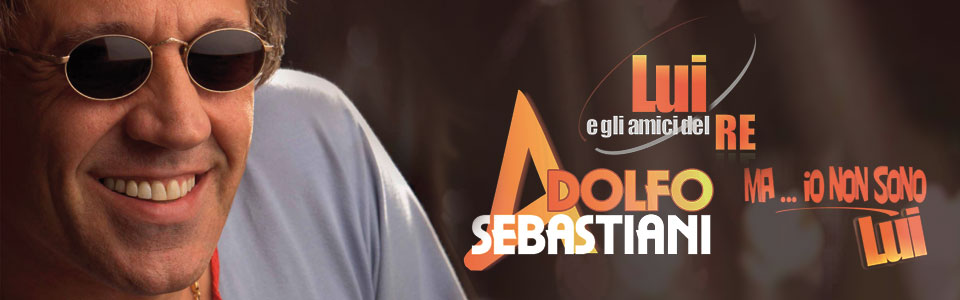 Lui
e gli amici del RE
ADOLFO
SEBASTIANI
MA ... iO NON SONO
Lui